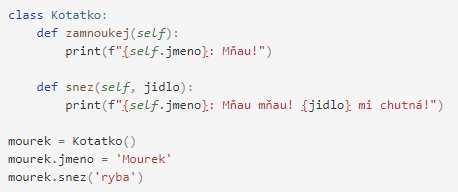 class Kotatko:
    def zamnoukej(self):
        print(f"{self.jmeno}: Mňau!")
    def snez(self, jidlo):
        print(f"{self.jmeno}: Mňau mňau! {jidlo} mi chutná!")
mourek = Kotatko()
mourek.jmeno = 'Mourek'
mourek.snez('ryba')